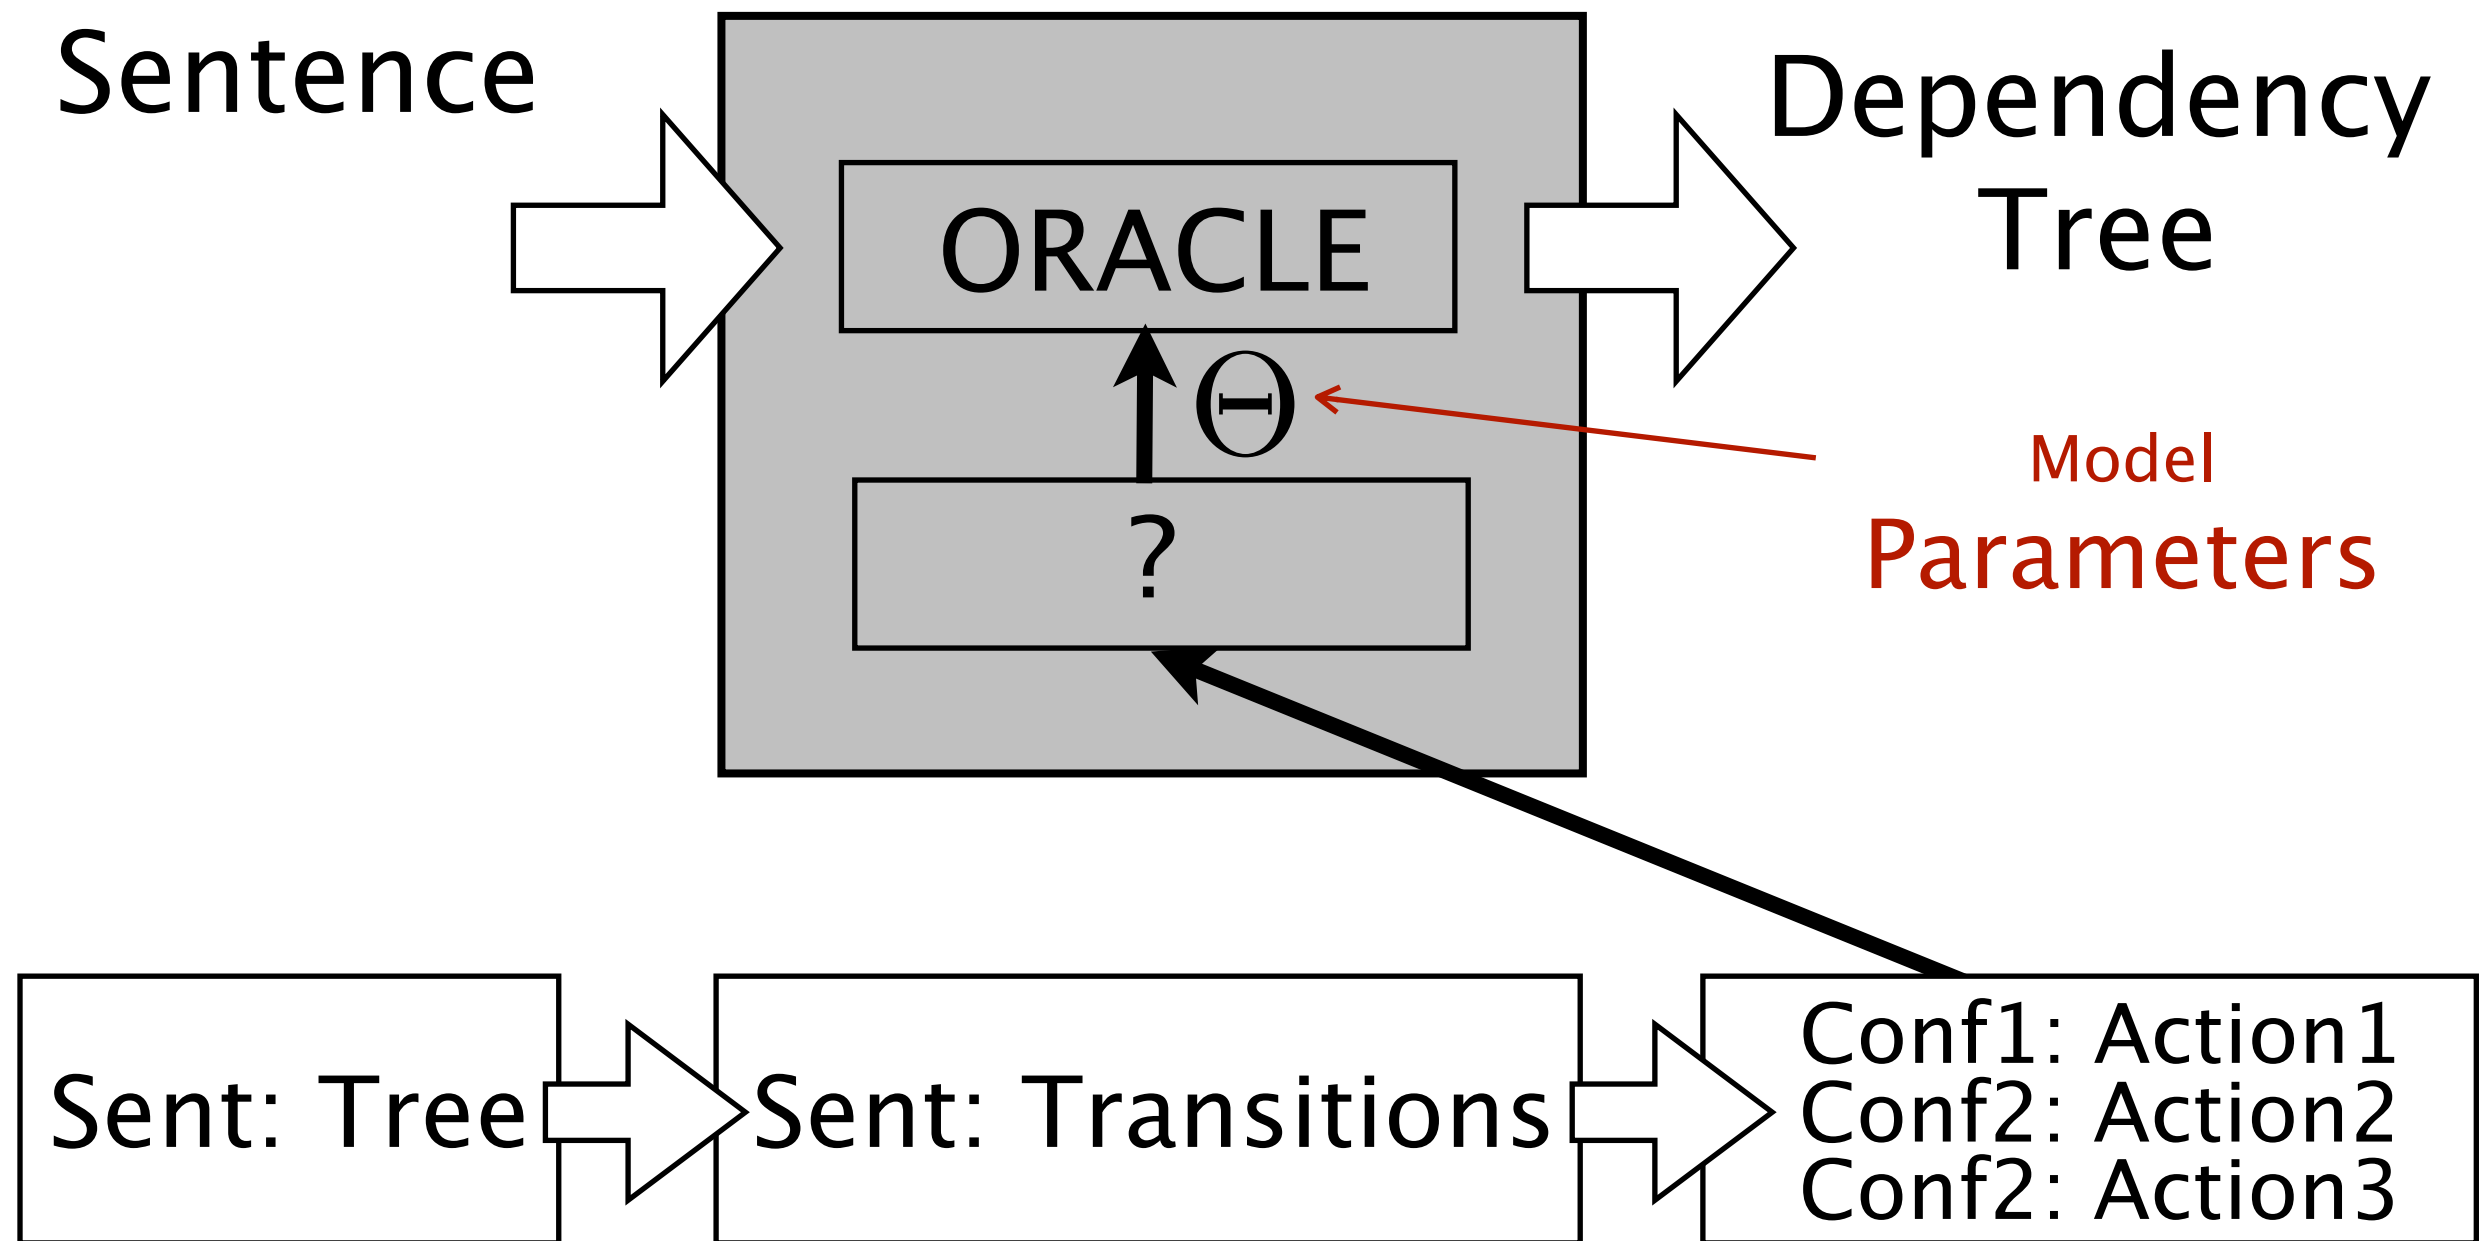 Sentence
Dependency
Tree
ORACLE
Θ
Model
Parameters
?
Sent: Tree
Sent: Transitions
Conf1: Action1
Conf2: Action2
Conf2: Action3